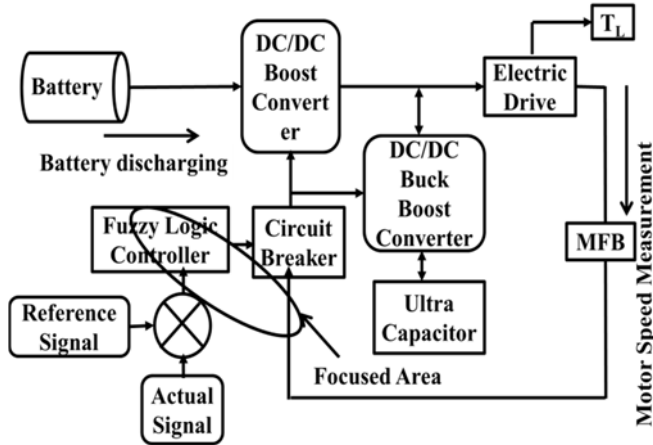 DC/DC
Boost
Convert
er
T_L
Battery
Electric
Drive
Battery discharging
DC/DC
Buck
Boost
Converter
Fuzzy Logic
Controller
Circuit
Breaker
MFB
Motor Speed Measurement
Reference
Signal
Ultra
Capacitor
Focused Area
Actual
Signal